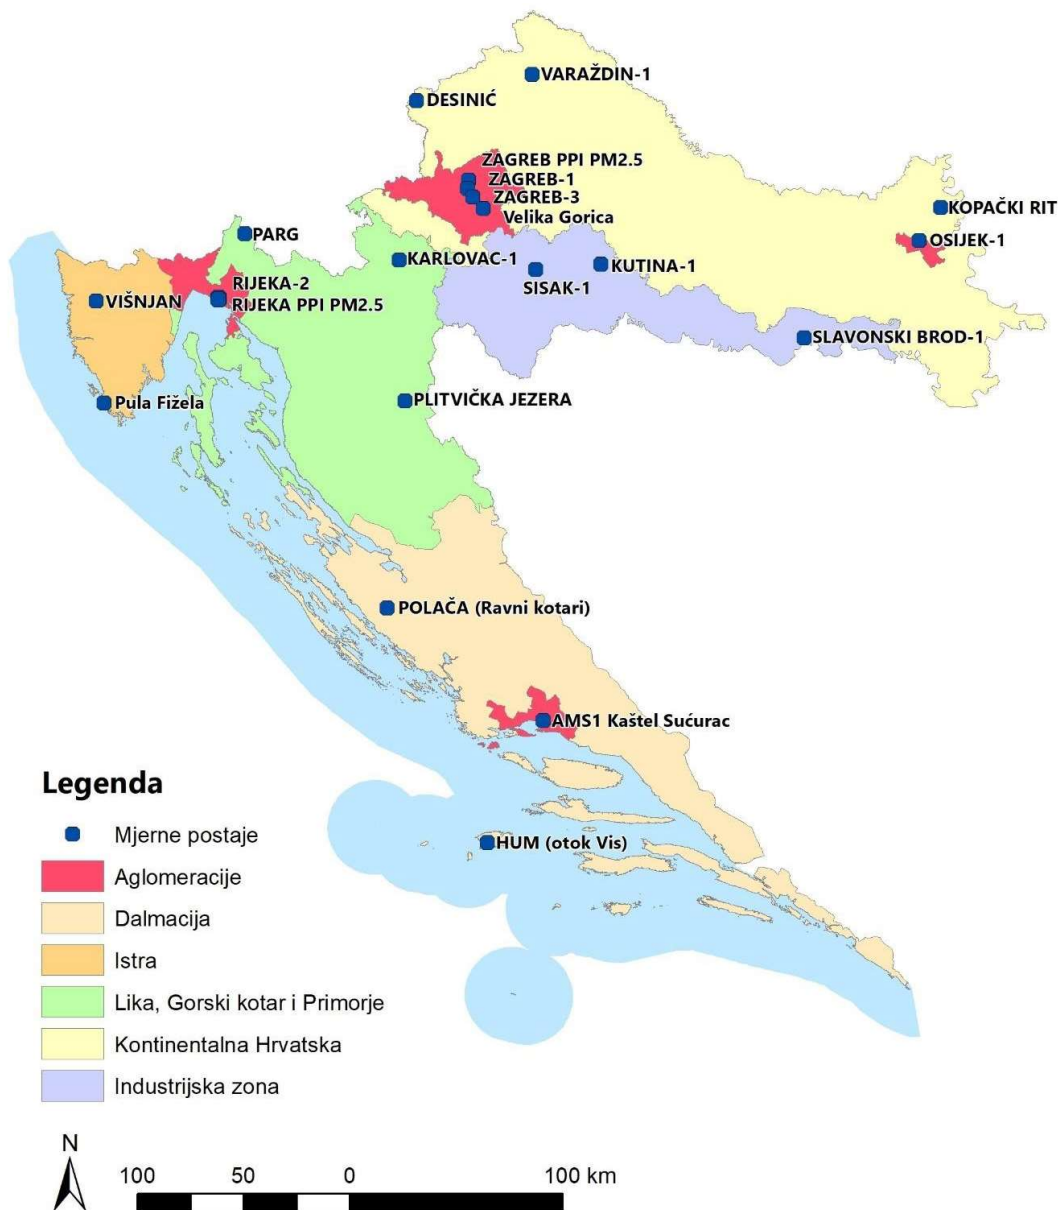 VARAŽDIN-1
DESINIĆ
ZAGREB PPI PM2.5
ZAGREB-1
ZAGREB-3
Velika Gorica
KOPAČKI RIT
OSIJEK-1
PARG
KARLOVAC-1
KUTINA-1
SISAK-1
RIJEKA-2
RIJEKA PPI PM2.5
VIŠNJAN
SLAVONSKI BROD-1
Pula Fižela
PLITVIČKA JEZERA
POLAČA (Ravni kotari)
AMS1 Kaštel Sućurac
HUM (otok Vis)
Legenda
Mjerne postaje
Aglomeracije
Dalmacija
Istra
Lika, Gorski kotar i Primorje
Kontinentalna Hrvatska
Industrijska zona
N
100 50 0 100 km